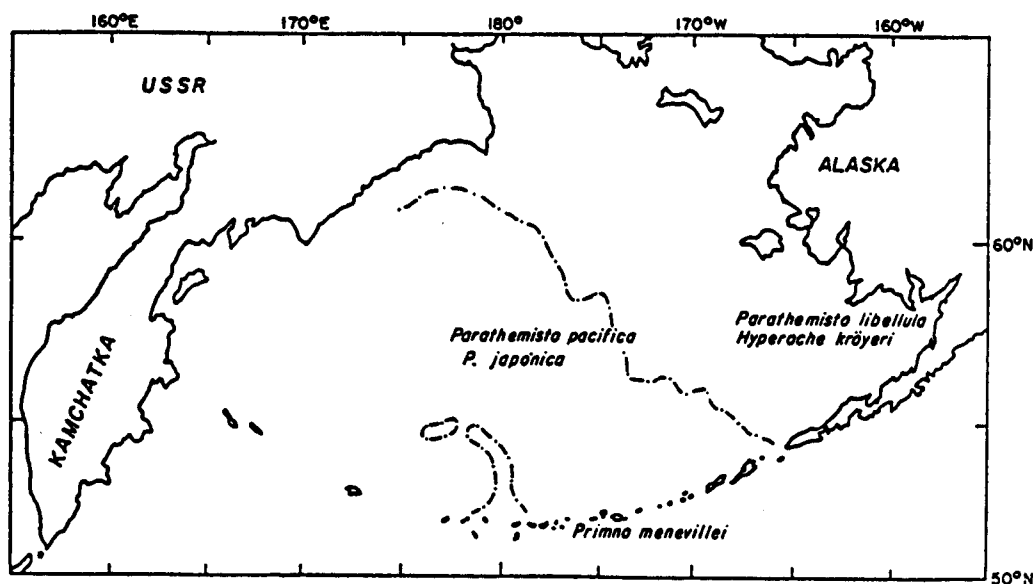 160°E 170°E 180° 170°W 160°W
USSR
ALASKA
60°N
Parathemisto libellula
Hyperoche kröyeri
Parathemisto pacifica
P. japonica
KAMCHATKA
Primno menevillei
50°N